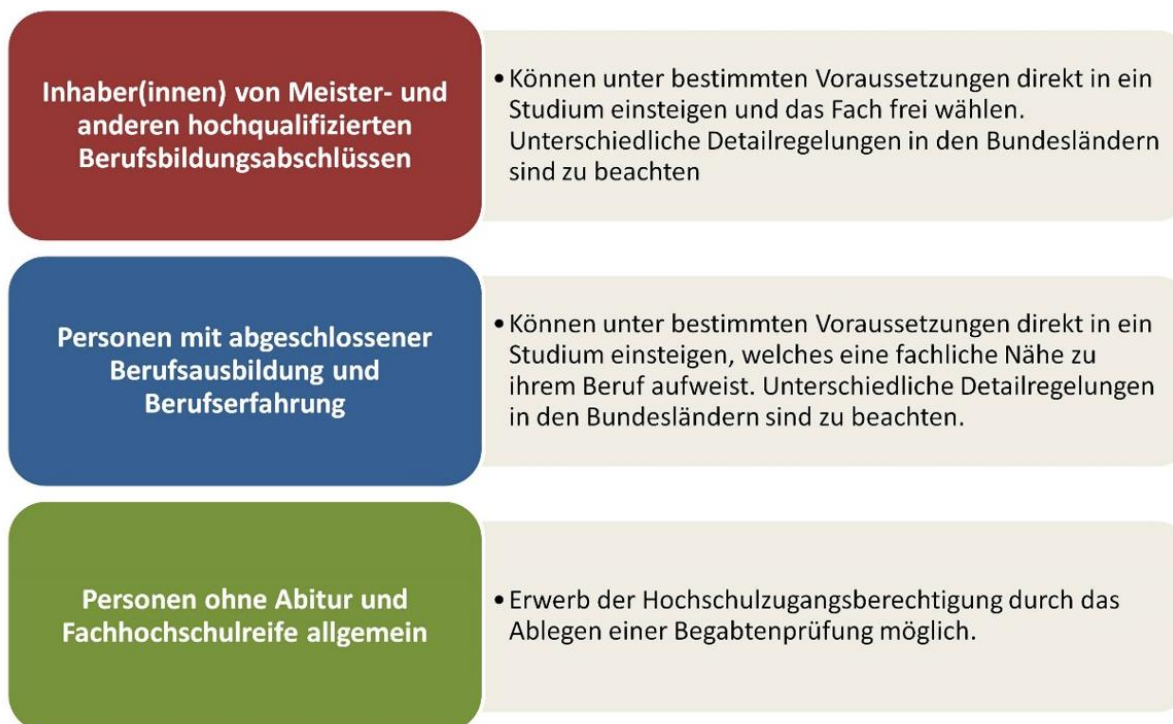 Inhaber(innen) von Meister- und
anderen hochqualifizierten
Berufsbildungsabschlüssen
• Können unter bestimmten Voraussetzungen direkt in ein
Studium einsteigen und das Fach frei wählen.
Unterschiedliche Detailregelungen in den Bundesländern
sind zu beachten
Personen mit abgeschlossener
Berufsausbildung und
Berufserfahrung
• Können unter bestimmten Voraussetzungen direkt in ein
Studium einsteigen, welches eine fachliche Nähe zu
ihrem Beruf aufweist. Unterschiedliche Detailregelungen
in den Bundesländern sind zu beachten.
Personen ohne Abitur und
Fachhochschulreife allgemein
• Erwerb der Hochschulzugangsberechtigung durch das
Ablegen einer Begabtenprüfung möglich.